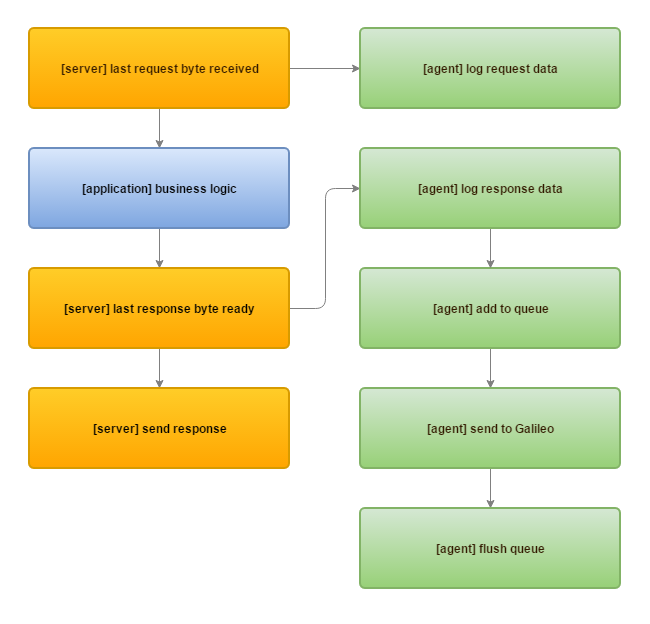 [server] last request byte received
[agent] log request data
[application] business logic
[agent] log response data
[server] last response byte ready
[agent] add to queue
[server] send response
[agent] send to Galileo
[agent] flush queue